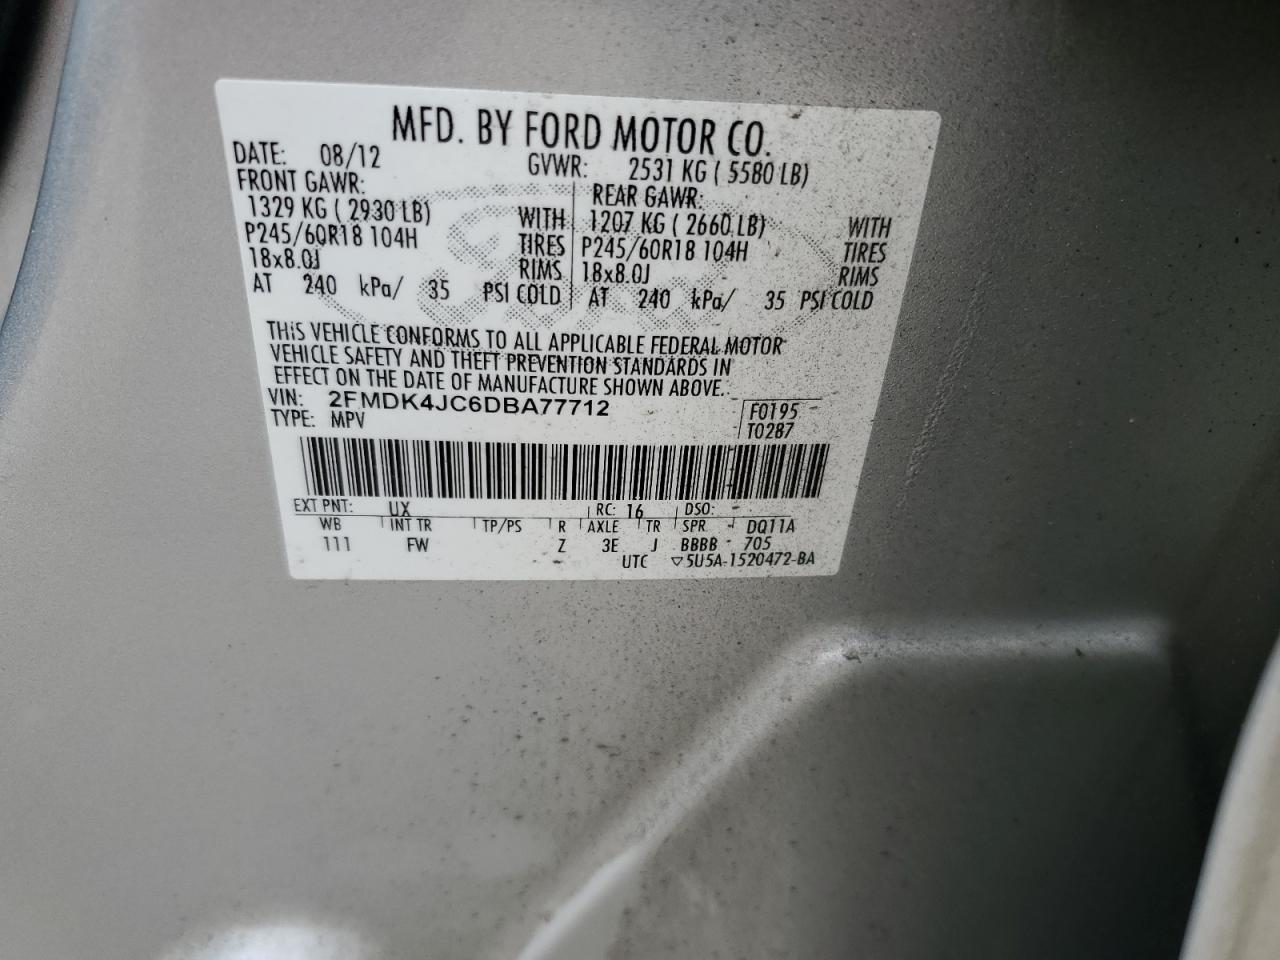 MFD. BY FORD MOTOR CO.
DATE: 08/12 GVWR: 2531 KG ( 5580 LB)
FRONT GAWR: REAR GAWR:
1329 KG ( 2930 LB) WITH 1207 KG ( 2660 LB) WITH
P245/60R18 104H TIRES P245/60R18 104H TIRES
18x8.0J RIMS 18x8.0J RIMS
AT 240 kPa/ 35 PSI COLD AT 240 kPa/ 35 PSI COLD
THIS VEHICLE CONFORMS TO ALL APPLICABLE FEDERAL MOTOR
VEHICLE SAFETY AND THEFT PREVENTION STANDARDS IN
EFFECT ON THE DATE OF MANUFACTURE SHOWN ABOVE.
VIN: 2FMDK4JC6DBA77712 F0195
TYPE: MPV T0287
EXT PNT: UX RC: 16 DSO:
WB INT TR TP/PS R AXLE TR SPR DQ11A
111 FW Z 3E J BBBB 705
UTC ▽5U5A-1520472-BA